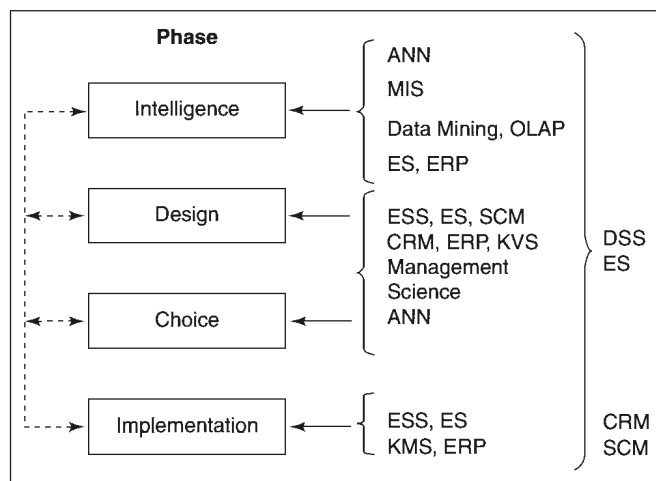 Phase
Intelligence
Design
Choice
Implementation
ANN
MIS
Data Mining, OLAP
ES, ERP
ESS, ES, SCM
CRM, ERP, KVS
Management
Science
ANN
ESS, ES
KMS, ERP
DSS
ES
CRM
SCM